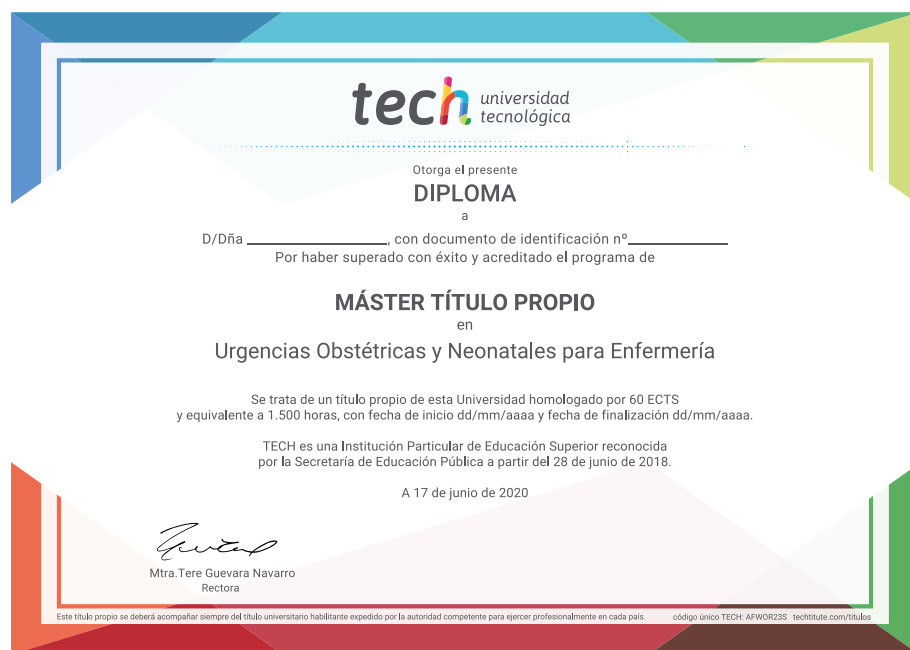 tech universidad
tecnológica
Otorga el presente
DIPLOMA
a
D/Dña ________________, con documento de identificación nº____________
Por haber superado con éxito y acreditado el programa de
MÁSTER TÍTULO PROPIO
en
Urgencias Obstétricas y Neonatales para Enfermería
Se trata de un título propio de esta Universidad homologado por 60 ECTS
y equivalente a 1.500 horas, con fecha de inicio dd/mm/aaaa y fecha de finalización dd/mm/aaaa.
TECH es una Institución Particular de Educación Superior reconocida
por la Secretaría de Educación Pública a partir del 28 de junio de 2018.
A 17 de junio de 2020
Mtra.Tere Guevara Navarro
Rectora
Este título propio se deberá acompañar siempre del título universitario habilitante expedido por la autoridad competente para ejercer profesionalmente en cada país. código único TECH: AFWOR23S techtitute.com/titulos